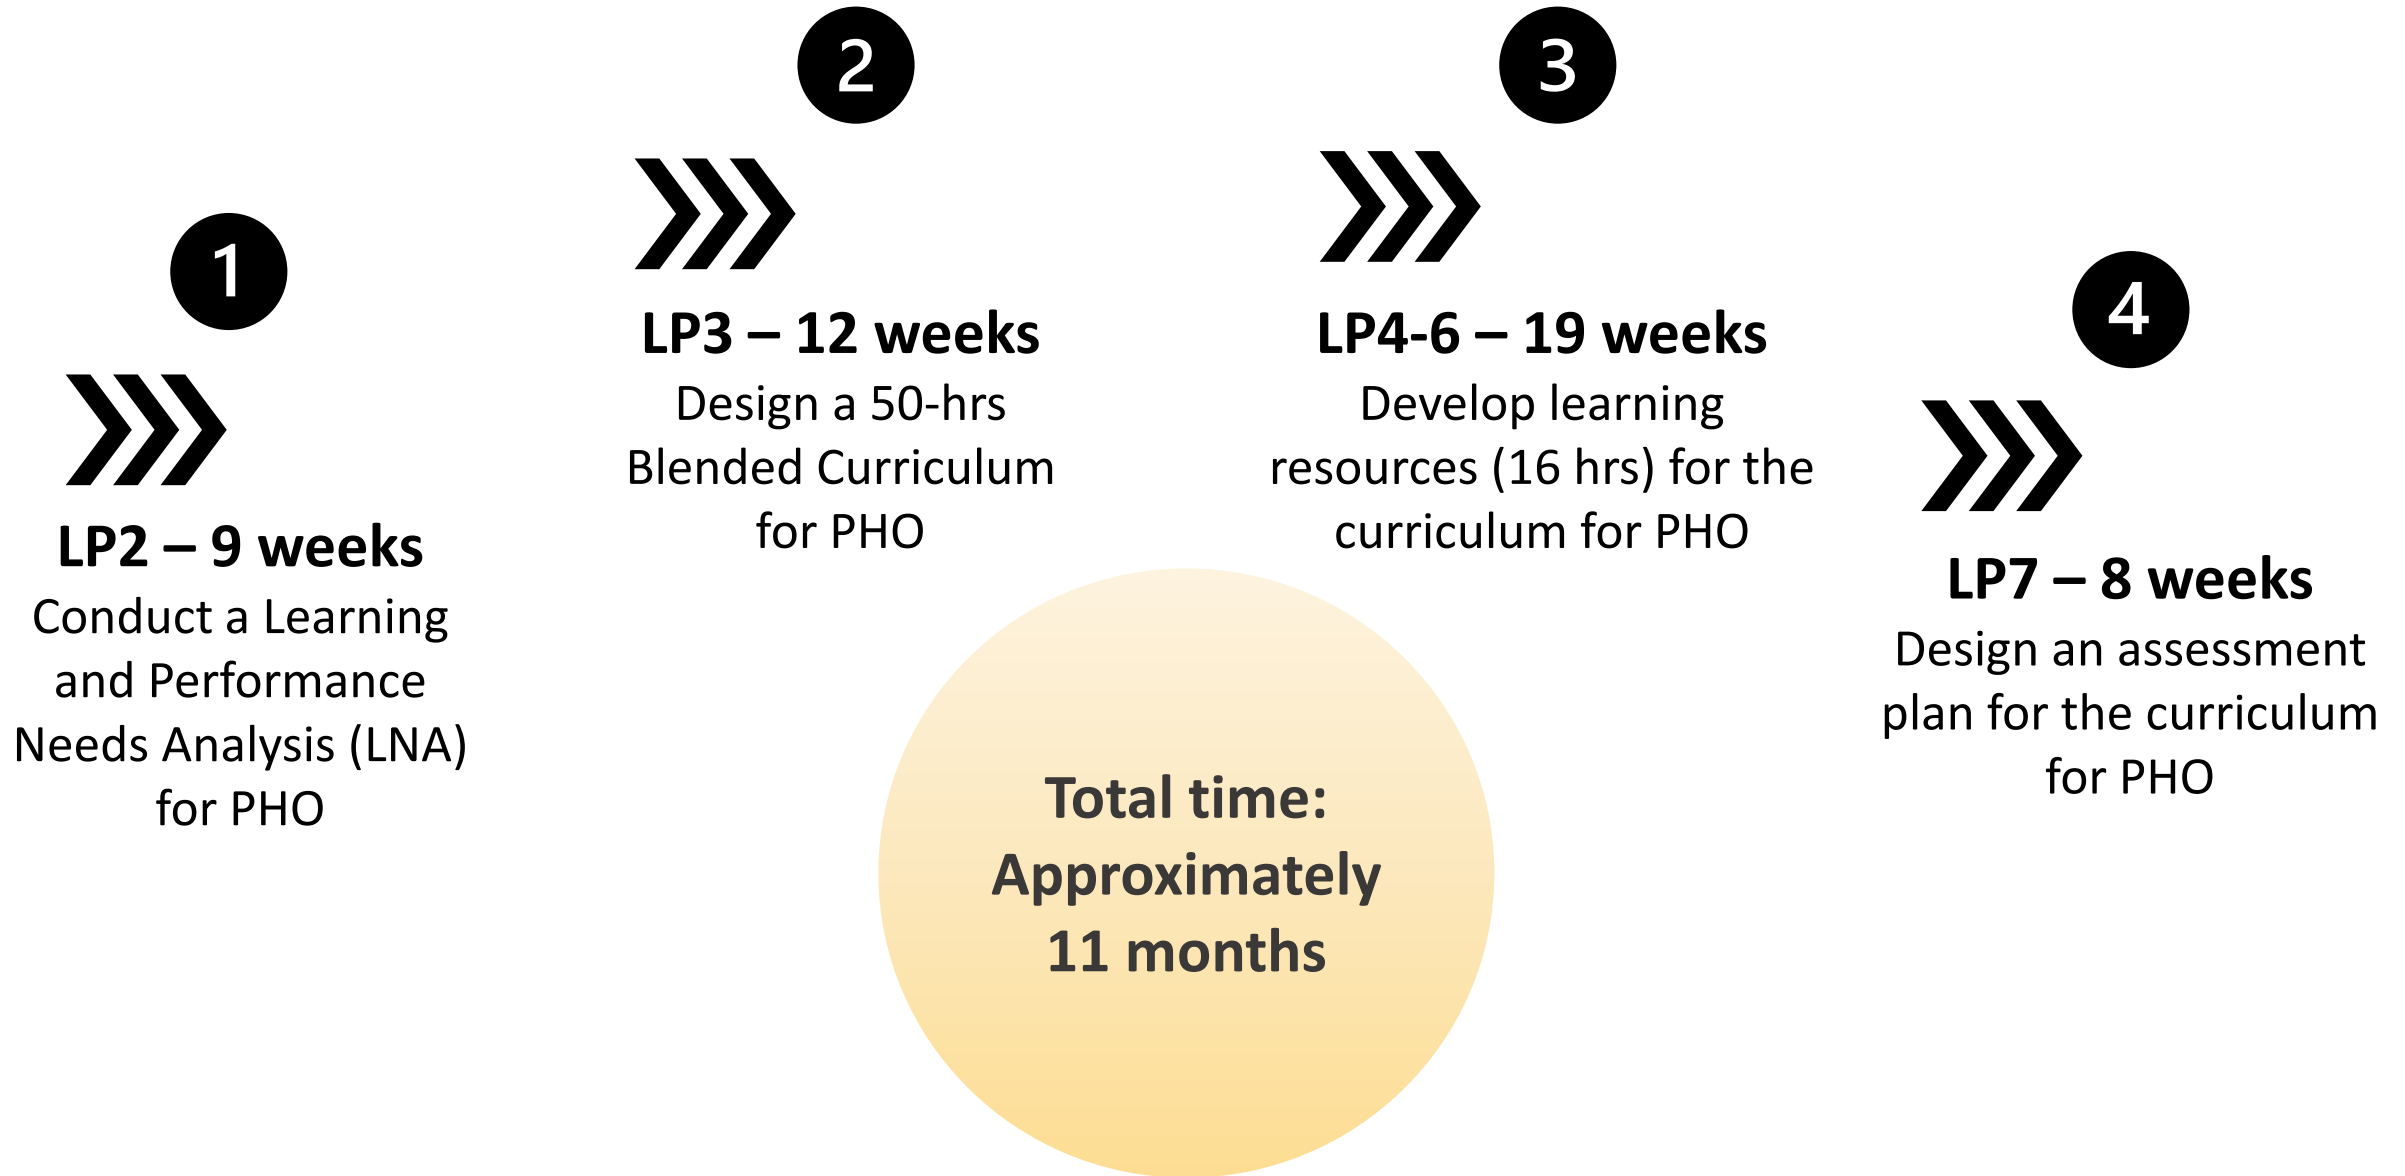 1
LP2 – 9 weeks
Conduct a Learning
and Performance
Needs Analysis (LNA)
for PHO
2
LP3 – 12 weeks
Design a 50-hrs
Blended Curriculum
for PHO
3
LP4-6 – 19 weeks
Develop learning
resources (16 hrs) for the
curriculum for PHO
4
LP7 – 8 weeks
Design an assessment
plan for the curriculum
for PHO
Total time:
Approximately
11 months